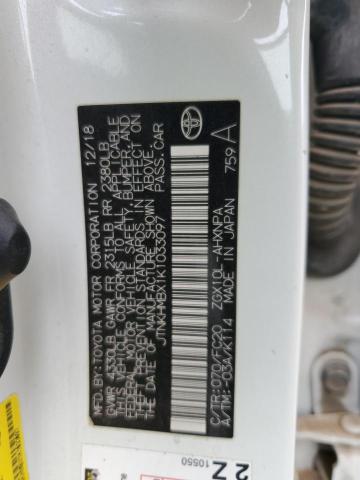 MFD. BY: TOYOTA MOTOR CORPORATION 12/18
GVWR 4330LB GAWR FR 2315LB RR 2380LB
THIS VEHICLE CONFORMS TO ALL APPLICABLE
FEDERAL MOTOR VEHICLE SAFETY, BUMPER, AND
THEFT PREVENTION STANDARDS IN EFFECT ON
THE DATE OF MANUFACTURE SHOWN ABOVE.
JTNKHMBX1K1033097 PASS. CAR
C/TR: 070/FC20 ZGX10L-AHXNPA
A/TM: -03A/K114 MADE IN JAPAN 759 A
2 Z
10550